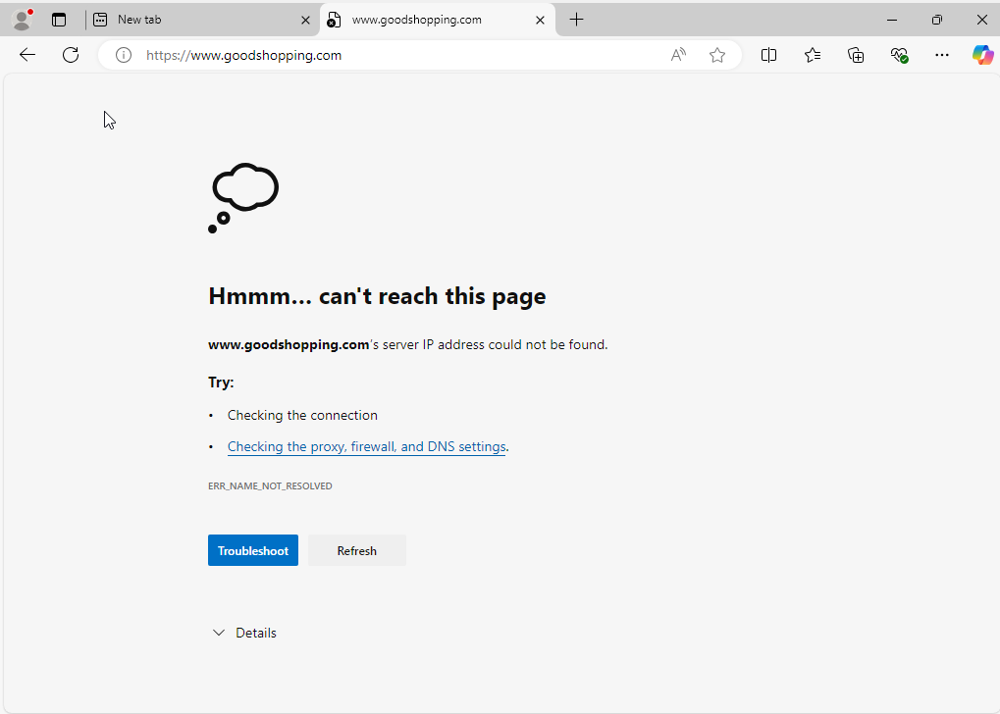 New tab
www.goodshopping.com
https://www.goodshopping.com
Hmmm... can't reach this page
www.goodshopping.com's server IP address could not be found.
Try:
• Checking the connection
• Checking the proxy, firewall, and DNS settings.
ERR_NAME_NOT_RESOLVED
Troubleshoot
Refresh
Details